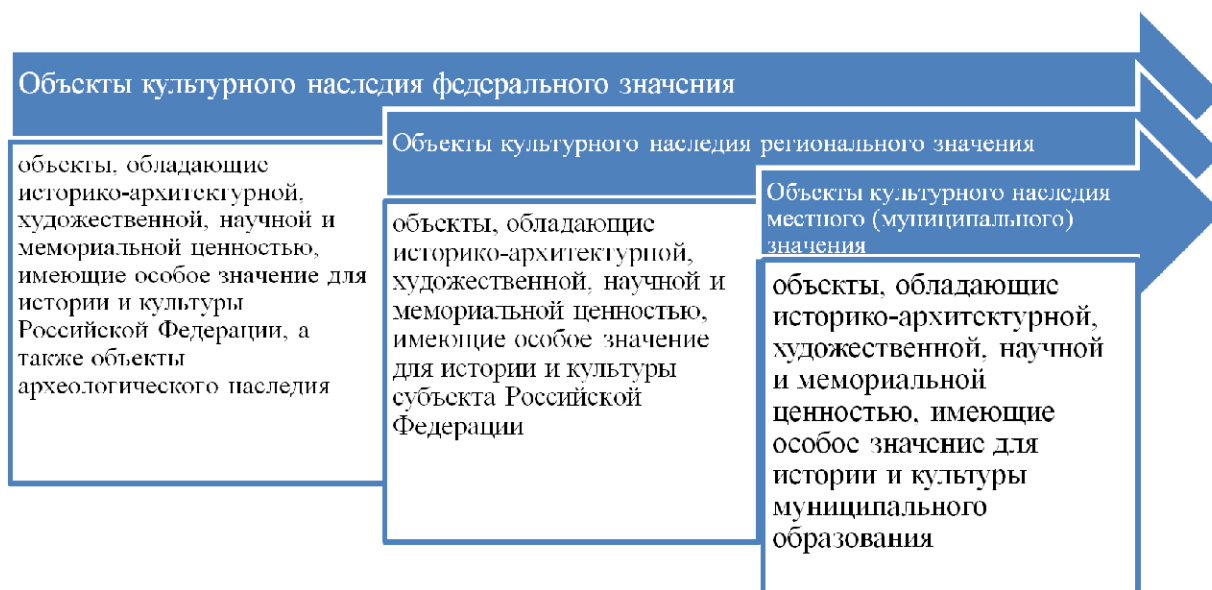 Объекты культурного наследия федерального значения
объекты, обладающие
историко-архитектурной,
художественной, научной и
мемориальной ценностью,
имеющие особое значение для
истории и культуры
Российской Федерации, а
также объекты
археологического наследия
Объекты культурного наследия регионального значения
объекты, обладающие
историко-архитектурной,
художественной, научной и
мемориальной ценностью,
имеющие особое значение
для истории и культуры
субъекта Российской
Федерации
Объекты культурного наследия
местного (муниципального)
значения
объекты, обладающие
историко-архитектурной,
художественной, научной
и мемориальной
ценностью, имеющие
особое значение для
истории и культуры
муниципального
образования